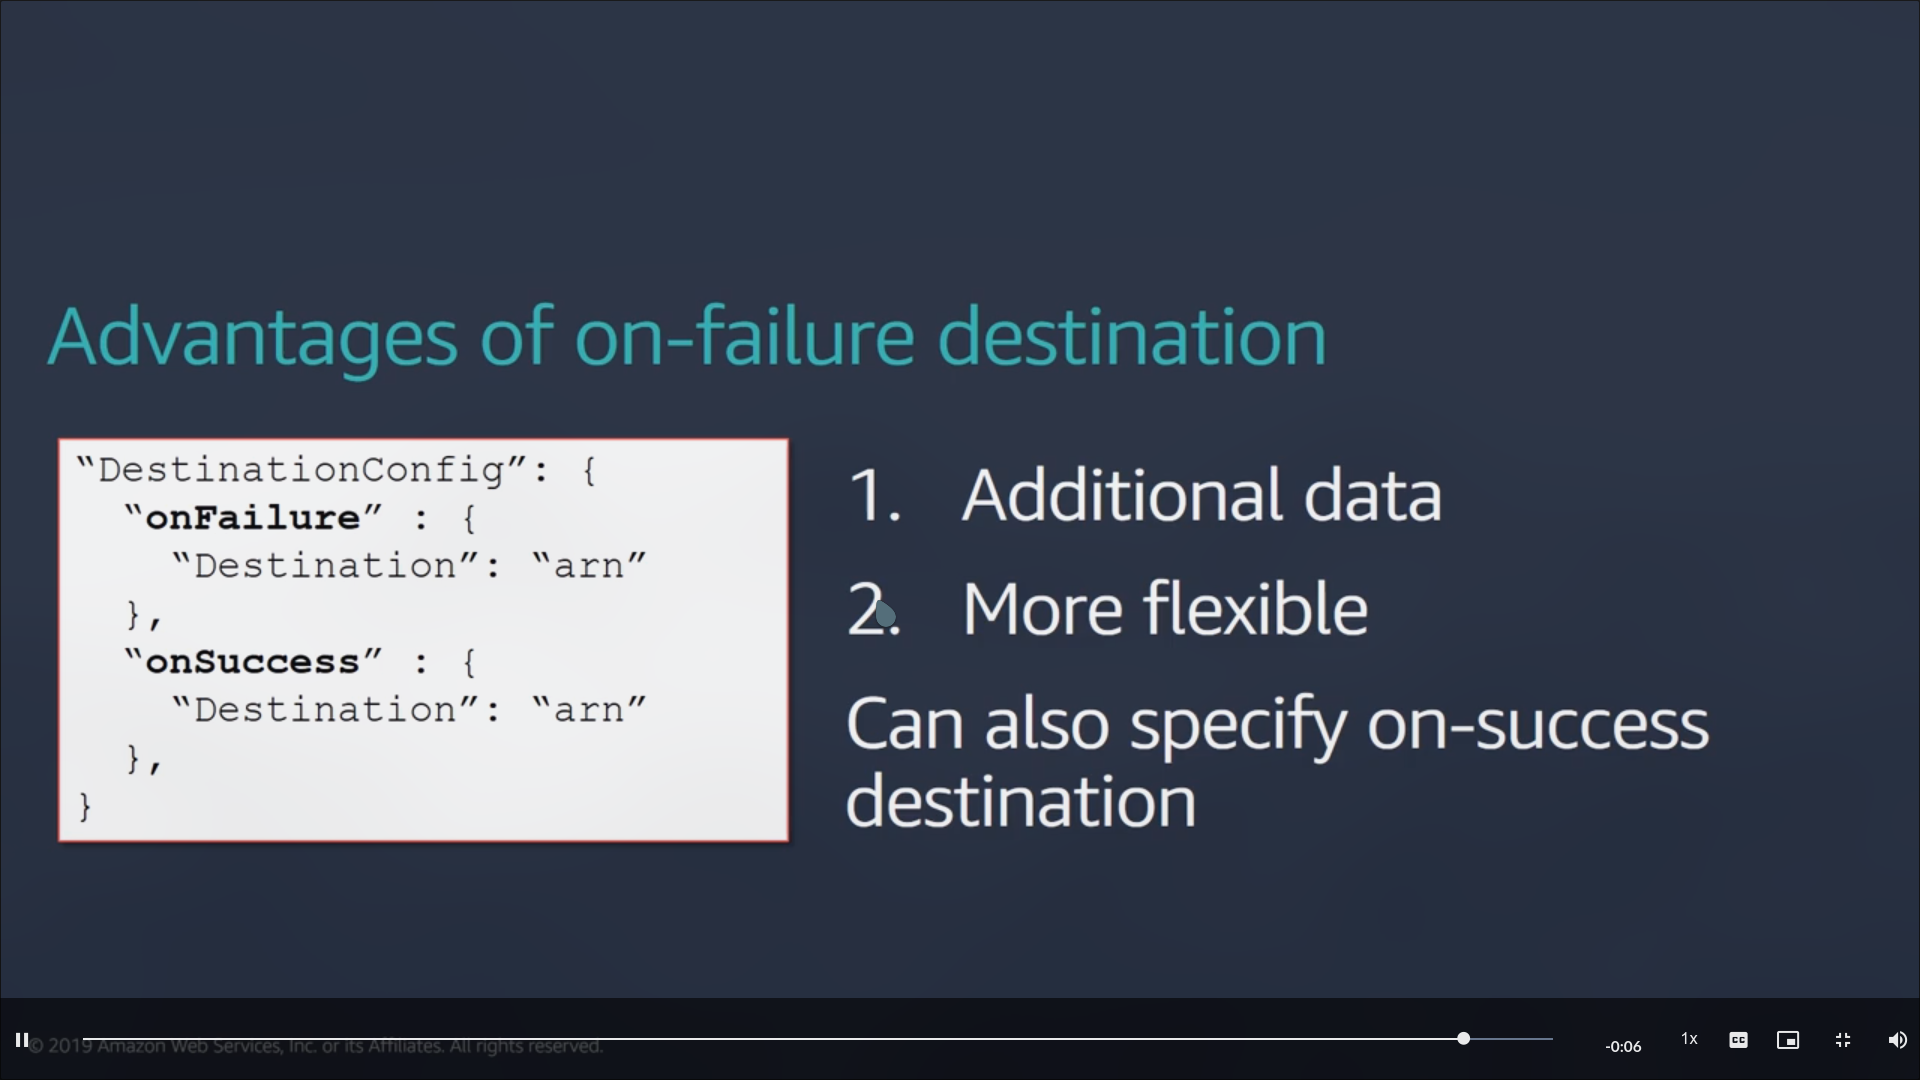 Advantages of on-failure destination
“DestinationConfig”: {
“onFailure” : {
“Destination”: “arn”
},
“onSuccess” : {
“Destination”: “arn”
},
}
1. Additional data
2. More flexible
Can also specify on-success
destination
© 2019 Amazon Web Services, Inc. or its Affiliates. All rights reserved.
-0:06
1x
CC